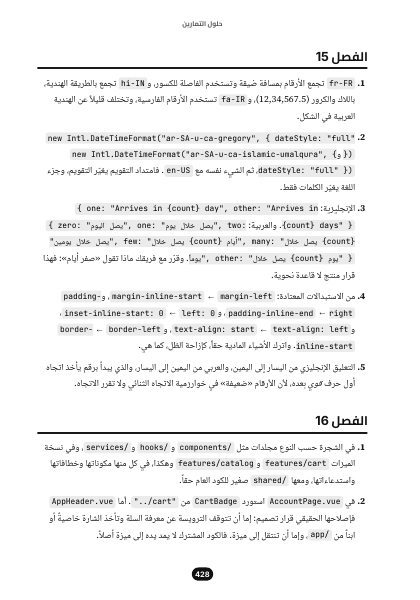 حلول التمارين
الفصل 15
1. fr-FR تجمع الأرقام بمسافة ضيقة وتستخدم الفاصلة للكسور، و hi-IN تجمع بالطريقة الهندية،
باللاك والكرور (12,34,567.5)، و fa-IR تستخدم الأرقام الفارسية، وتختلف قليلًا عن الهندية
العربية في الشكل.
2. new Intl.DateTimeFormat("ar-SA-u-ca-gregory", { dateStyle: "full"
}) و new Intl.DateTimeFormat("ar-SA-u-ca-islamic-umalqura", {
dateStyle: "full" })، ثم الشيء نفسه مع en-US . فامتداد التقويم يغيّر التقويم، وجزء
اللغة يغيّر الكلمات فقط.
3. الإنجليزية: { one: "Arrives in {count} day", other: "Arrives in
{count} days" }. والعربية: { zero: "يصل اليوم", one: "يصل خلال يوم", two:
"يصل خلال يومين", few: "يصل خلال {count} أيام", many: "يصل خلال {count}
يوماً", other: "يصل خلال {count} يوم" }. وقرّر مع فريقك ماذا تقول «صفر أيام»؛ فهذا
قرار منتج لا قاعدة نحوية.
4. من الاستبدالات المعتادة: margin-left ← margin-inline-start ، و padding-
right ← padding-inline-end ، و left: 0 ← inset-inline-start: 0 ،
و text-align: left ← text-align: start ، و border-left ← border-
inline-start. واترك الأشياء المادية حقاً، كإزاحة الظل، كما هي.
5. التعليق الإنجليزي من اليسار إلى اليمين، والعربي من اليمين إلى اليسار، والذي يبدأ برقم يأخذ اتجاه
أول حرف قوي بعده، لأن الأرقام «ضعيفة» في خوارزمية الاتجاه الثنائي ولا تقرر الاتجاه.
الفصل 16
1. في الشجرة حسب النوع مجلدات مثل components/ و hooks/ و services/ ، وفي نسخة
الميزات features/cart و features/catalog وهكذا، في كل منها مكوناتها وخطافاتها
واستدعاءاتها، ومعها shared/ صغير للكود العام حقاً.
2. في AccountPage.vue استورد CartBadge من "../cart" . أما AppHeader.vue
فإصلاحها الحقيقي قرار تصميم: إما أن تتوقف الترويسة عن معرفة السلة وتأخذ الشارة خاصيةً أو
ابناً من app/ ، وإما أن تنتقل إلى ميزة. فالكود المشترك لا يمد يده إلى ميزة أصلاً.
428